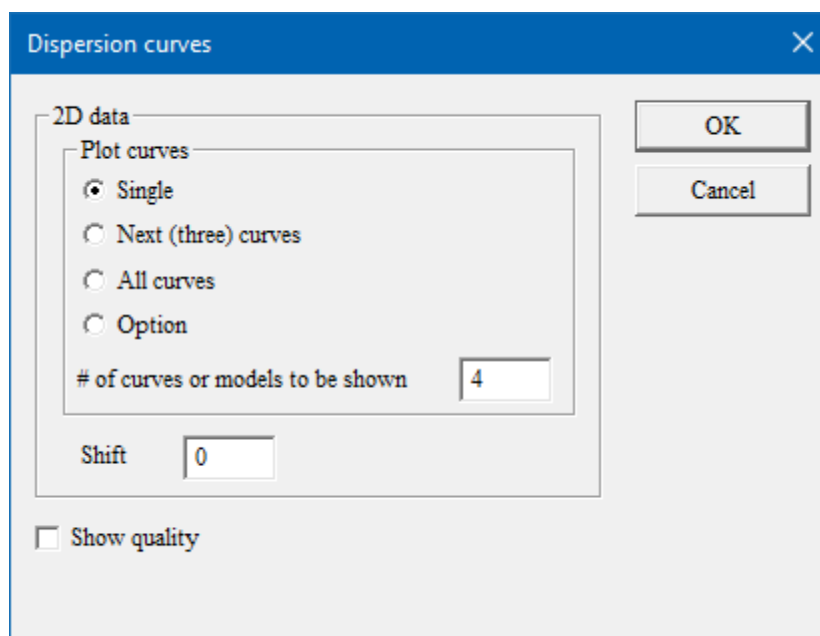 Dispersion curves
2D data
Plot curves
Single
Next (three) curves
All curves
Option
# of curves or models to be shown 4
Shift 0
Show quality
OK
Cancel